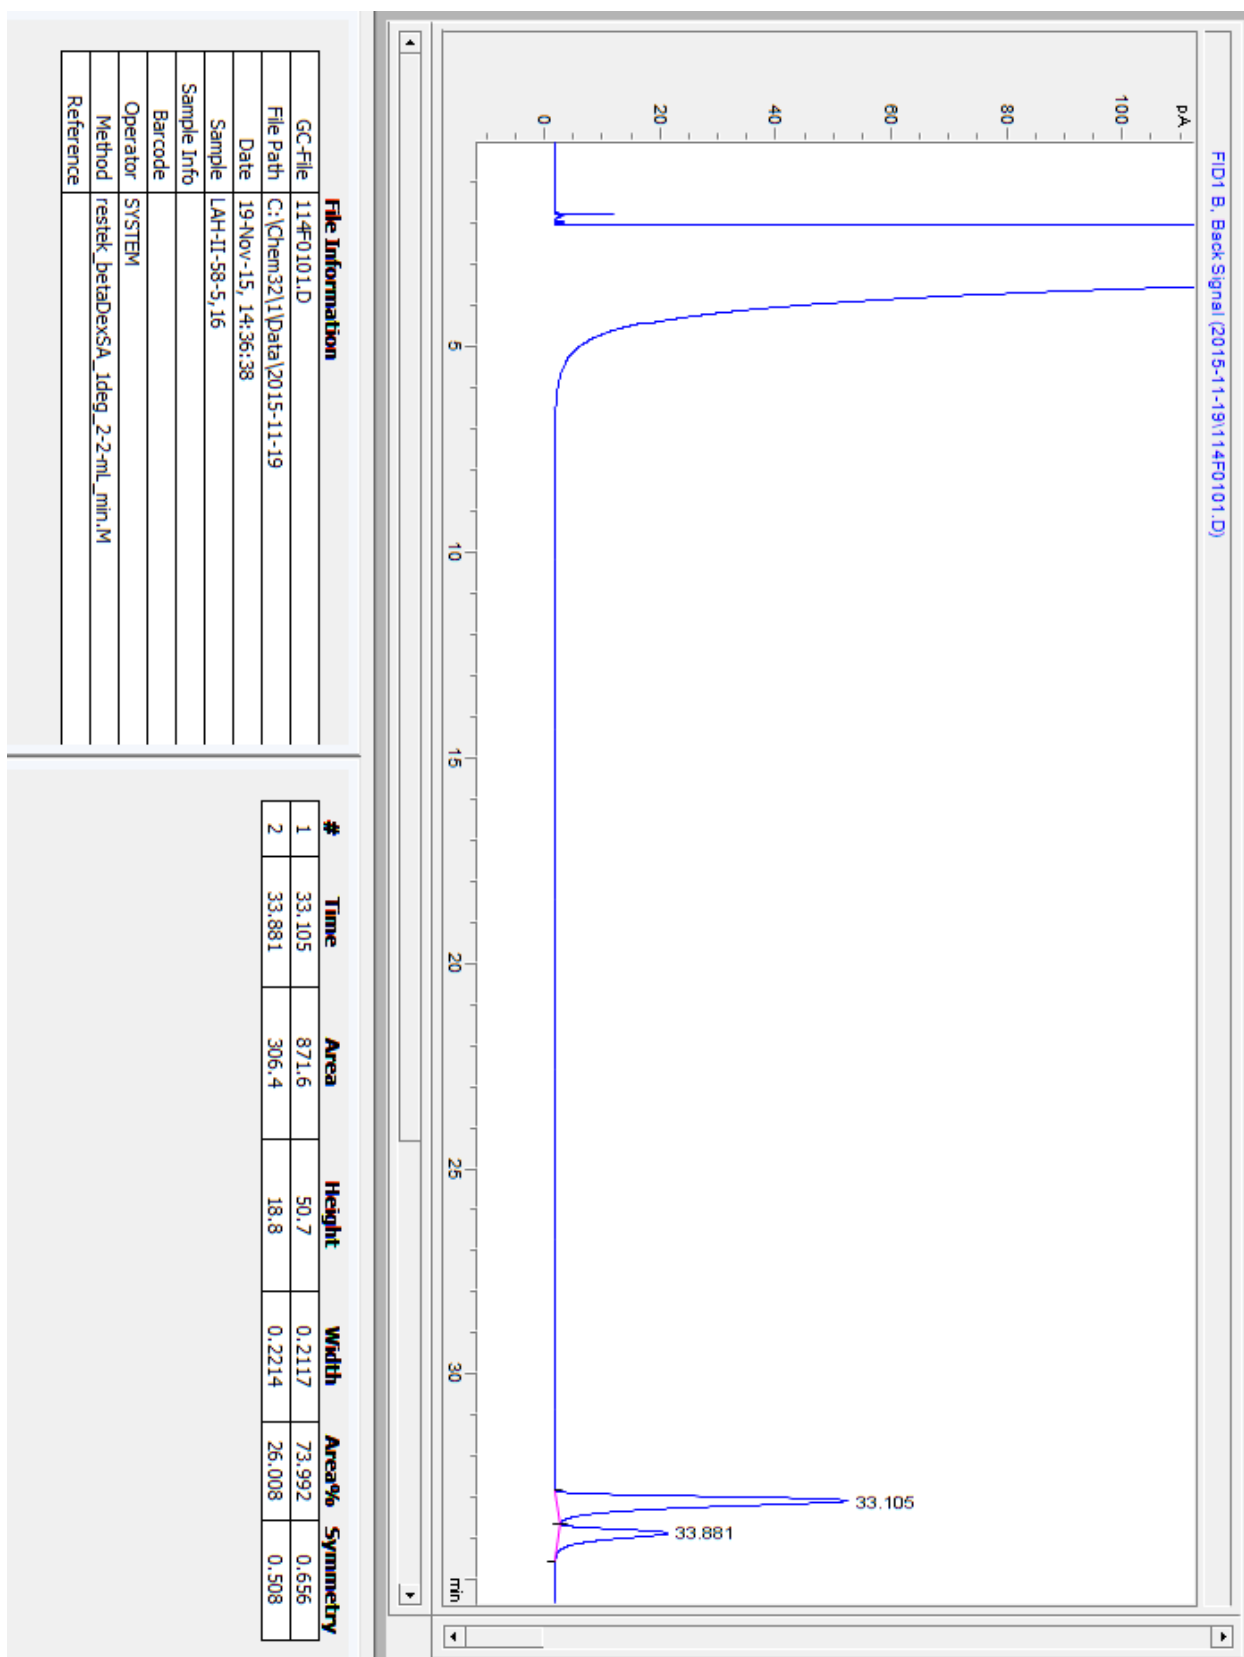 FID1 B, Back Signal (2015-11-19\114F0101.D)
pA
100
80
60
40
20
0
33.105
33.881
5
10
15
20
25
30
min
File Information
GC-File 114F0101.D
File Path C:\Chem32\1\Data\2015-11-19
Date 19-Nov-15, 14:36:38
Sample LAH-II-58-5,16
Sample Info
Barcode
Operator SYSTEM
Method restek_betaDexSA_1deg_2-2-mL_min.M
Reference
# Time Area Height Width Area% Symmetry
1 33.105 871.6 50.7 0.2117 73.992 0.656
2 33.881 306.4 18.8 0.2214 26.008 0.508